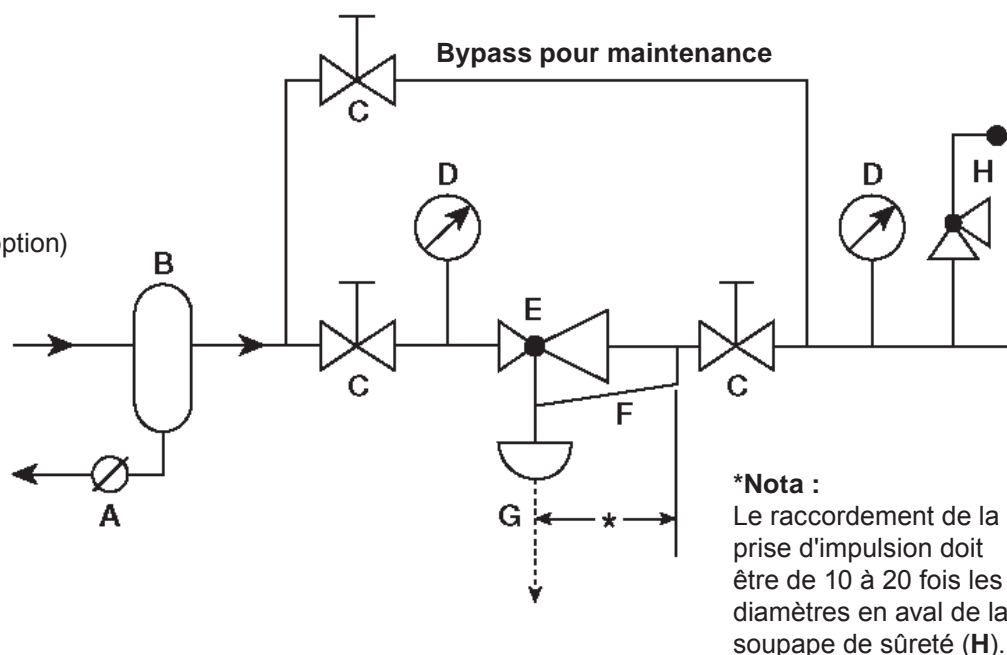 Bypass pour maintenance
C
D
D
H
ption)
B
E
C
C
F
A
G
*
*Nota :
Le raccordement de la
prise d'impulsion doit
être de 10 à 20 fois les
diamètres en aval de la
soupape de sûreté (H).